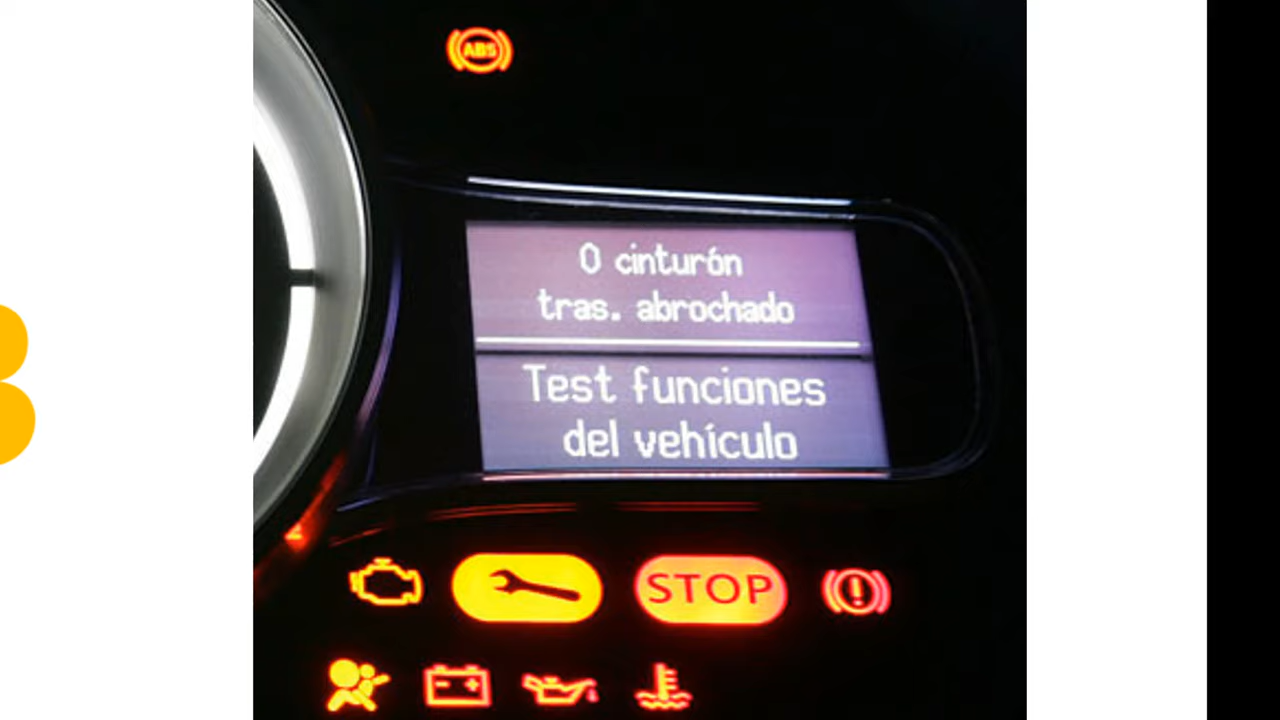 ABS
0 cinturón
tras. abrochado
Test funciones
del vehículo
STOP